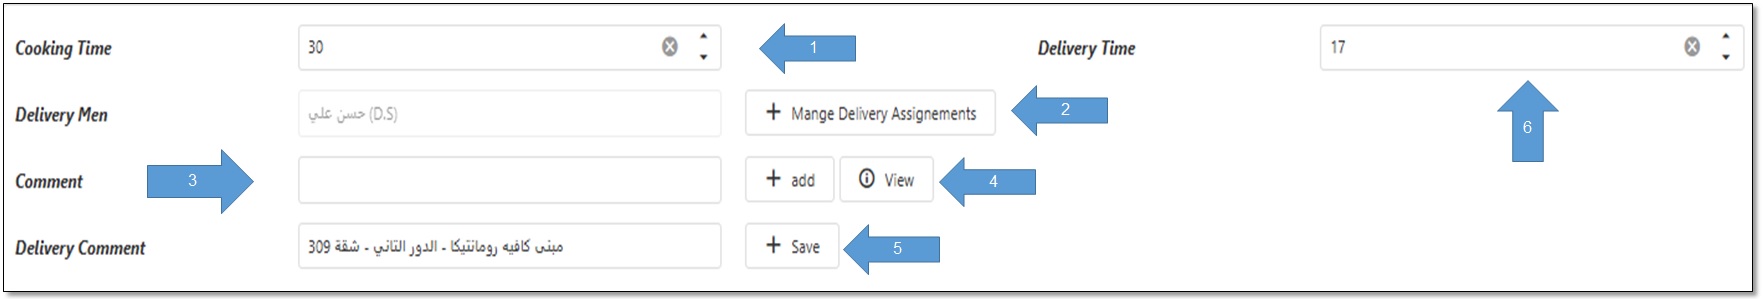 Cooking Time 30 1 Delivery Time 17
Delivery Men حسن علي (D.S) + Mange Delivery Assignements 2 6
Comment 3 + add View 4
Delivery Comment مبنى كافيه رومانتيكا - الدور الثاني - شقة 309 + Save 5